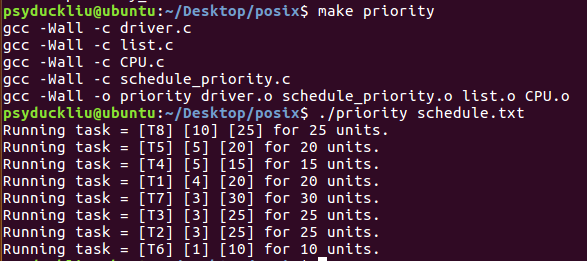 psyduckliu@ubuntu:~/Desktop/posix$ make priority
gcc -Wall -c driver.c
gcc -Wall -c list.c
gcc -Wall -c CPU.c
gcc -Wall -c schedule_priority.c
gcc -Wall -o priority driver.o schedule_priority.o list.o CPU.o
psyduckliu@ubuntu:~/Desktop/posix$ ./priority schedule.txt
Running task = [T8] [10] [25] for 25 units.
Running task = [T5] [5] [20] for 20 units.
Running task = [T4] [5] [15] for 15 units.
Running task = [T1] [4] [20] for 20 units.
Running task = [T7] [3] [30] for 30 units.
Running task = [T3] [3] [25] for 25 units.
Running task = [T2] [3] [25] for 25 units.
Running task = [T6] [1] [10] for 10 units.